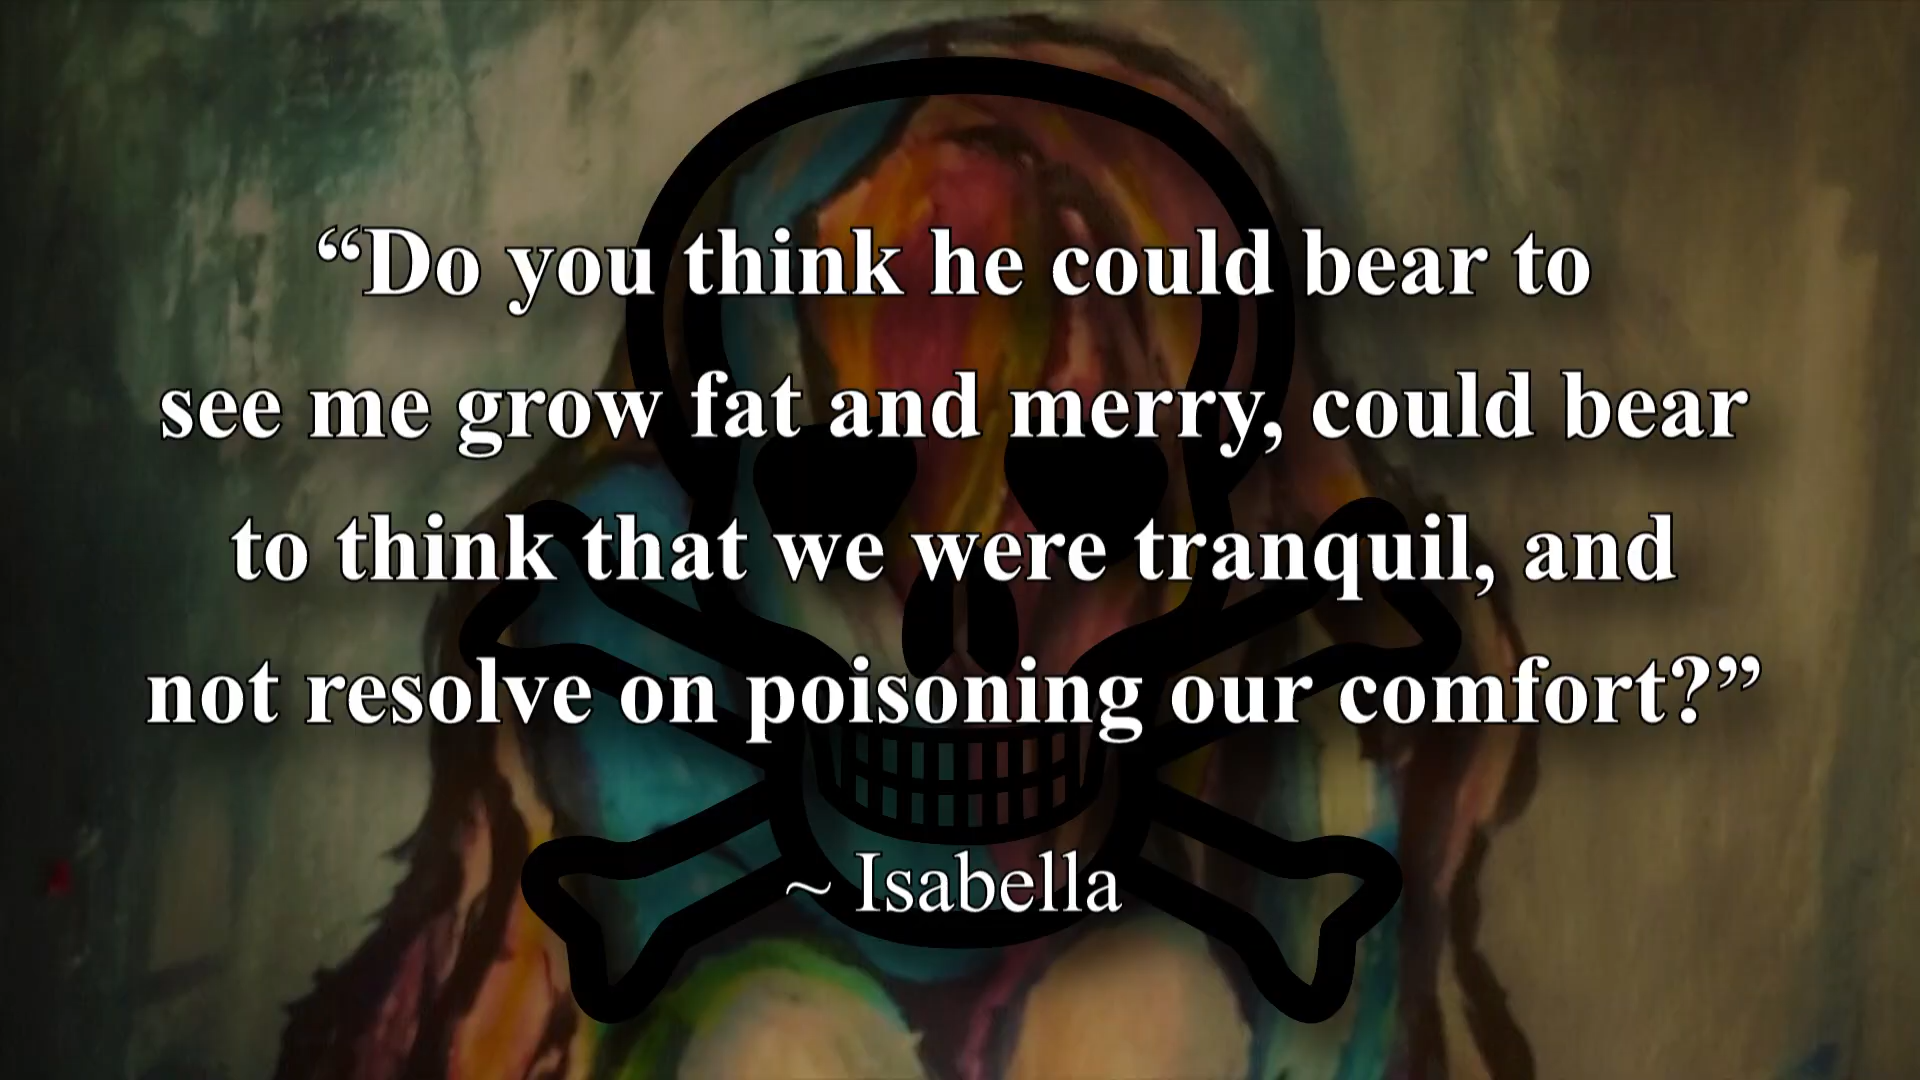 “Do you think he could bear to
see me grow fat and merry, could bear
to think that we were tranquil, and
not resolve on poisoning our comfort?”
~ Isabella